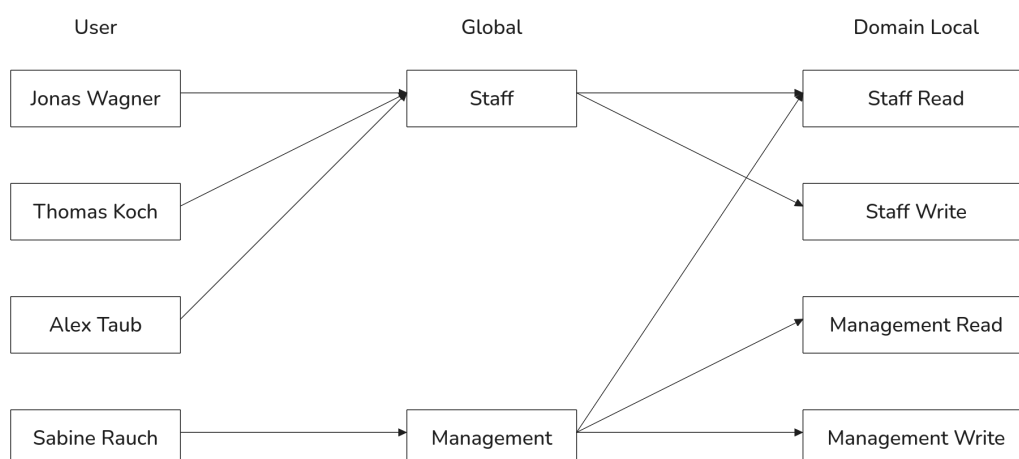 User Global Domain Local
Jonas Wagner Staff Staff Read
Thomas Koch Staff Write
Alex Taub Management Read
Sabine Rauch Management Management Write